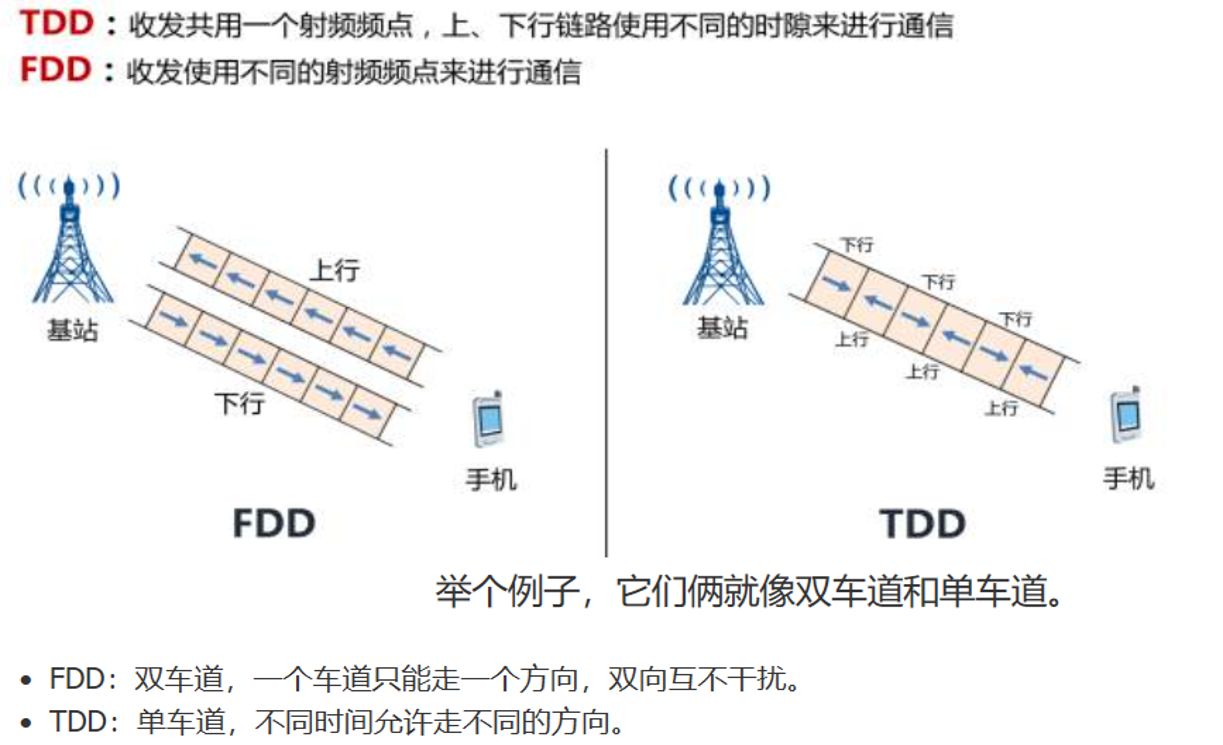 TDD：收发共用一个射频频点，上、下行链路使用不同的时隙来进行通信
FDD：收发使用不同的射频频点来进行通信
上行
基站
下行
手机
FDD
下行
下行
下行
基站
上行
上行
上行
手机
TDD
举个例子，它们俩就像双车道和单车道。
• FDD：双车道，一个车道只能走一个方向，双向互不干扰。
• TDD：单车道，不同时间允许走不同的方向。